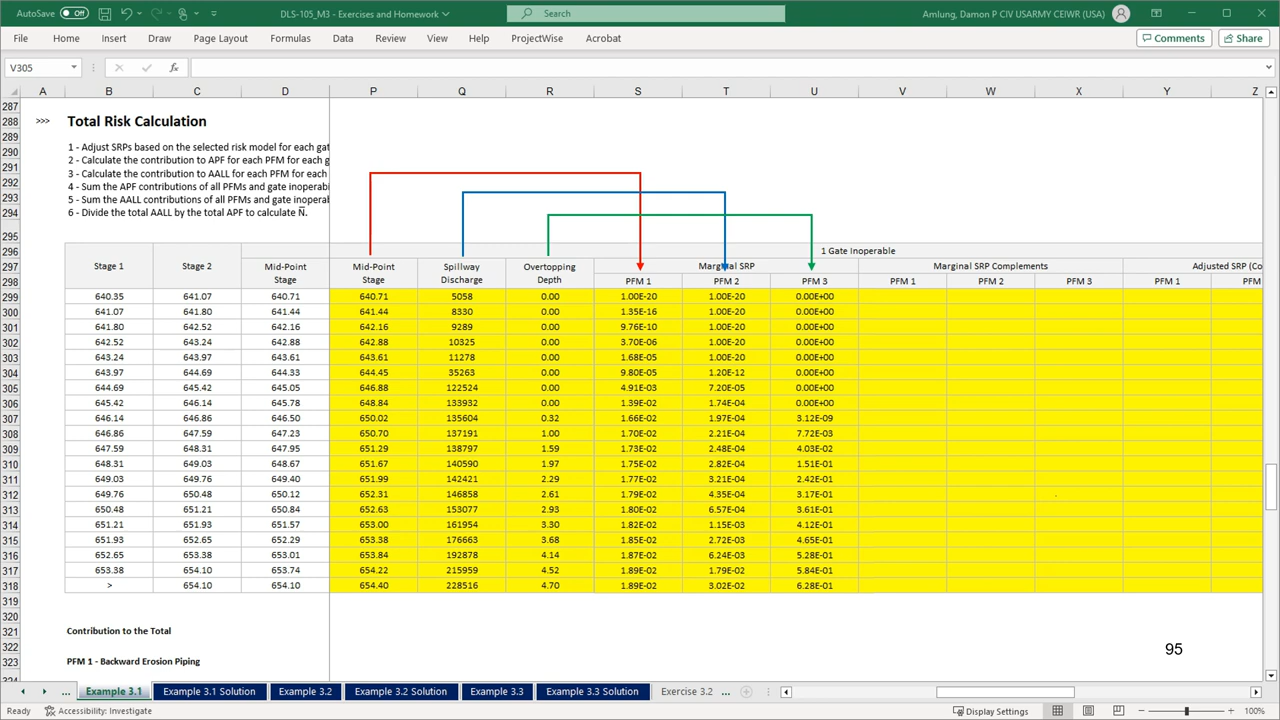 AutoSave Off DLS-105_M3 - Exercises and Homework Search Amlung, Damon P CIV USARMY CEIWR (USA)
File Home Insert Draw Page Layout Formulas Data Review View Help ProjectWise Acrobat Comments Share
V305 fx
A B C D P Q R S T U V W X Y Z
287
288 >>> Total Risk Calculation
289
290 1 - Adjust SRPs based on the selected risk model for each gat
2 - Calculate the contribution to APF for each PFM for each g
291 3 - Calculate the contribution to AALL for each PFM for each
292 4 - Sum the APF contributions of all PFMs and gate inoperabi
293 5 - Sum the AALL contributions of all PFMs and gate inopera
294 6 - Divide the total AALL by the total APF to calculate N̅.
295
296 1 Gate Inoperable
297 Stage 1 Stage 2 Mid-Point Stage Mid-Point Stage Spillway Discharge Overtopping Depth Marginal SRP Marginal SRP Complements Adjusted SRP (Co
298 PFM 1 PFM 2 PFM 3 PFM 1 PFM 2 PFM 3 PFM 1 PFM
299 640.35 641.07 640.71 640.71 5058 0.00 1.00E-20 1.00E-20 0.00E+00
300 641.07 641.80 641.44 641.44 8330 0.00 1.35E-16 1.00E-20 0.00E+00
301 641.80 642.52 642.16 642.16 9289 0.00 9.76E-10 1.00E-20 0.00E+00
302 642.52 643.24 642.88 642.88 10325 0.00 3.70E-06 1.00E-20 0.00E+00
303 643.24 643.97 643.61 643.61 11278 0.00 1.68E-05 1.00E-20 0.00E+00
304 643.97 644.69 644.33 644.45 35263 0.00 9.80E-05 1.20E-12 0.00E+00
305 644.69 645.42 645.05 646.88 122524 0.00 4.91E-03 7.20E-05 0.00E+00
306 645.42 646.14 645.78 648.84 133932 0.00 1.39E-02 1.74E-04 0.00E+00
307 646.14 646.86 646.50 650.02 135604 0.32 1.66E-02 1.97E-04 3.12E-09
308 646.86 647.59 647.23 650.70 137191 1.00 1.70E-02 2.21E-04 7.72E-03
309 647.59 648.31 647.95 651.29 138797 1.59 1.73E-02 2.48E-04 4.03E-02
310 648.31 649.03 648.67 651.67 140590 1.97 1.75E-02 2.82E-04 1.51E-01
311 649.03 649.76 649.40 651.99 142421 2.29 1.77E-02 3.21E-04 2.42E-01
312 649.76 650.48 650.12 652.31 146858 2.61 1.79E-02 4.35E-04 3.17E-01
313 650.48 651.21 650.84 652.63 153077 2.93 1.80E-02 6.57E-04 3.61E-01
314 651.21 651.93 651.57 653.00 161954 3.30 1.82E-02 1.15E-03 4.12E-01
315 651.93 652.65 652.29 653.38 176663 3.68 1.85E-02 2.72E-03 4.65E-01
316 652.65 653.38 653.01 653.84 192878 4.14 1.87E-02 6.24E-03 5.28E-01
317 653.38 654.10 653.74 654.22 215959 4.52 1.89E-02 1.79E-02 5.84E-01
318 > 654.10 654.10 654.40 228516 4.70 1.89E-02 3.02E-02 6.28E-01
319
320
321 Contribution to the Total
322 95
323 PFM 1 - Backward Erosion Piping
... Example 3.1 Example 3.1 Solution Example 3.2 Example 3.2 Solution Example 3.3 Example 3.3 Solution Exercise 3.2 ...
Ready Accessibility: Investigate Display Settings 100%